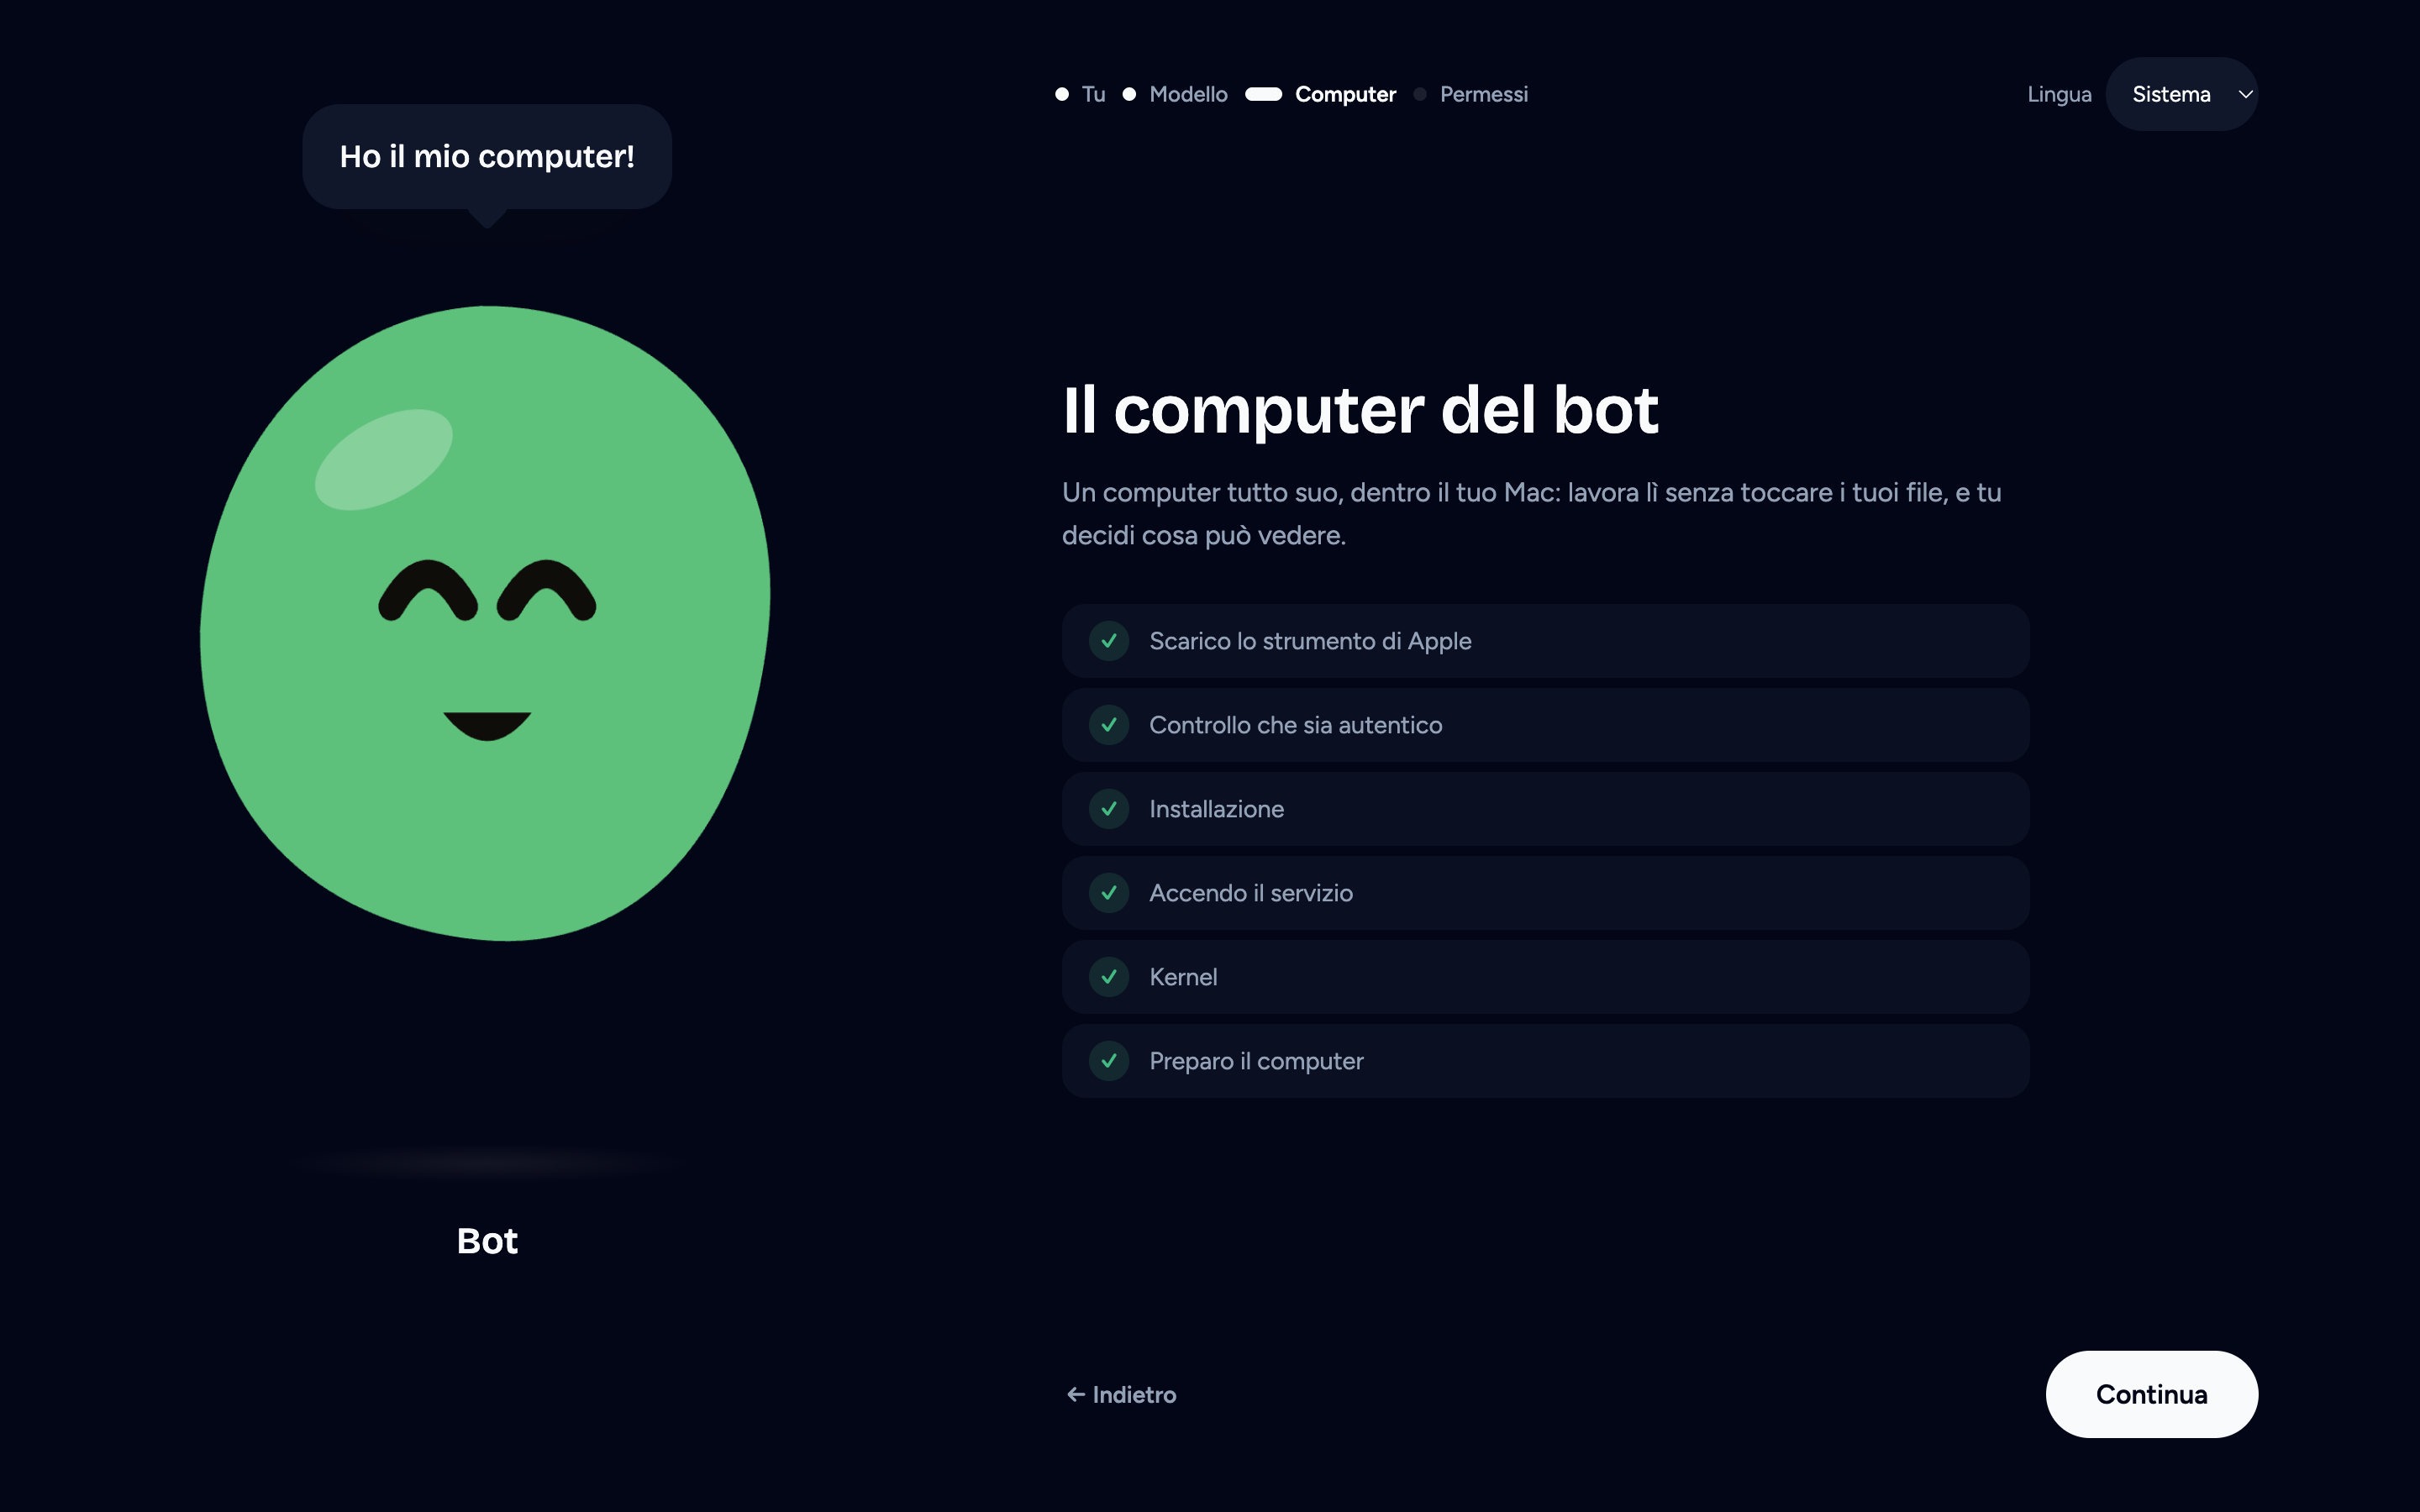 Ho il mio computer!
Tu
Modello
Computer
Permessi
Lingua
Sistema
Il computer del bot
Un computer tutto suo, dentro il tuo Mac: lavora lì senza toccare i tuoi file, e tu
decidi cosa può vedere.
Scarico lo strumento di Apple
Controllo che sia autentico
Installazione
Accendo il servizio
Kernel
Preparo il computer
Bot
Indietro
Continua